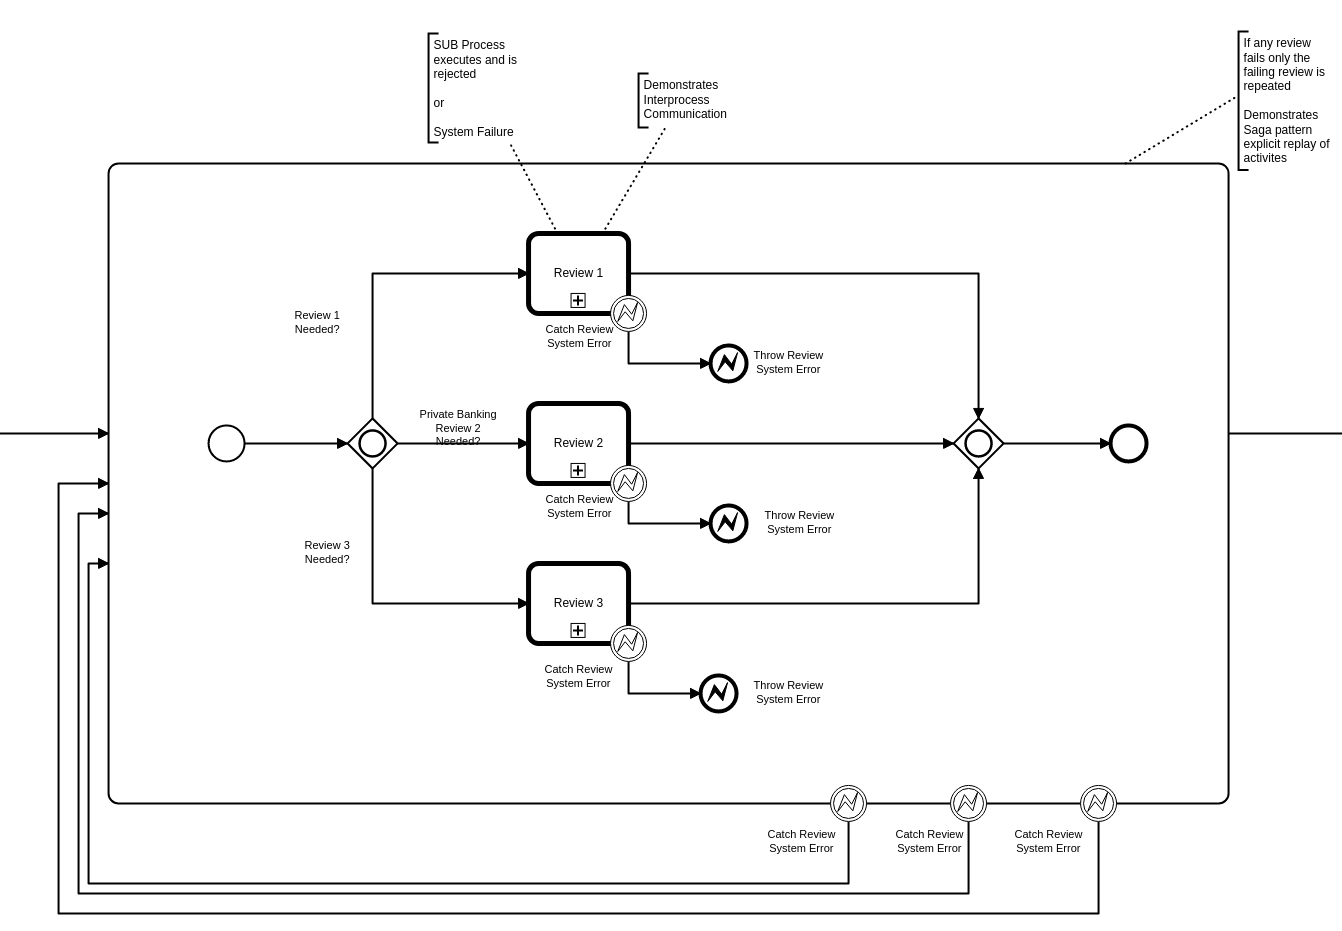 SUB Process
executes and is
rejected
or
System Failure
Demonstrates
Interprocess
Communication
If any review
fails only the
failing review is
repeated
Demonstrates
Saga pattern
explicit replay of
activites
Review 1
Needed?
Review 1
Catch Review
System Error
Throw Review
System Error
Private Banking
Review 2
Needed?
Review 2
Catch Review
System Error
Throw Review
System Error
Review 3
Needed?
Review 3
Catch Review
System Error
Throw Review
System Error
Catch Review
System Error
Catch Review
System Error
Catch Review
System Error